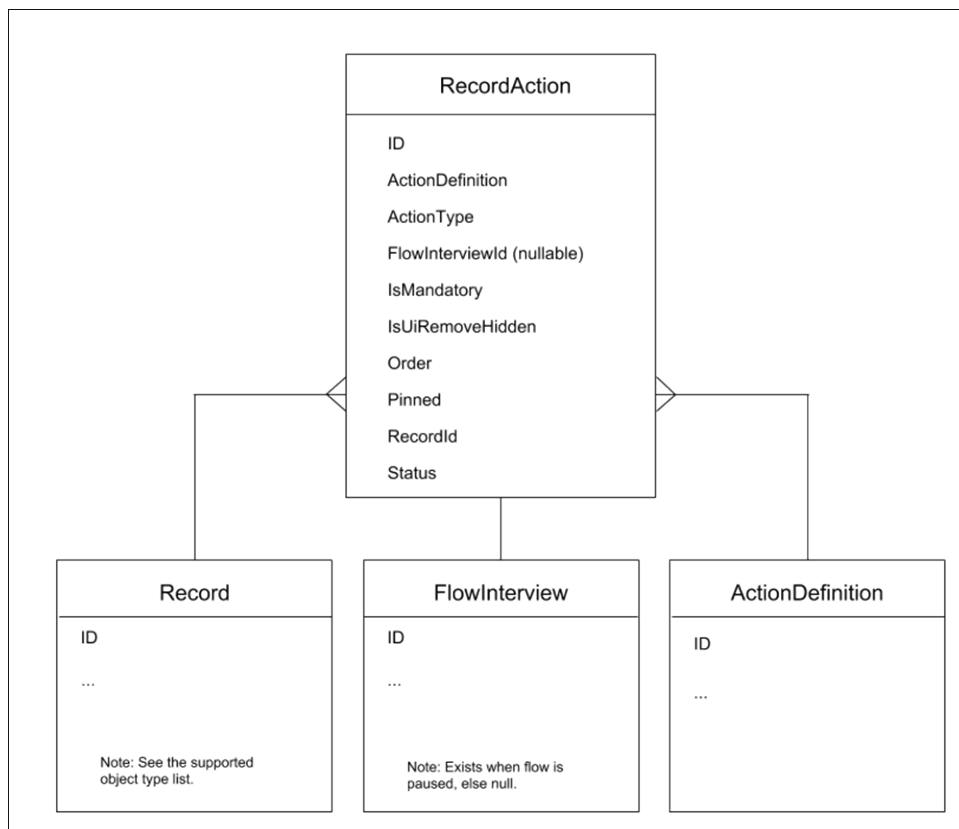 RecordAction
ID
ActionDefinition
ActionType
FlowInterviewId (nullable)
IsMandatory
IsUiRemoveHidden
Order
Pinned
RecordId
Status
Record
ID
...
Note: See the supported
object type list.
FlowInterview
ID
...
Note: Exists when flow is
paused, else null.
ActionDefinition
ID
...